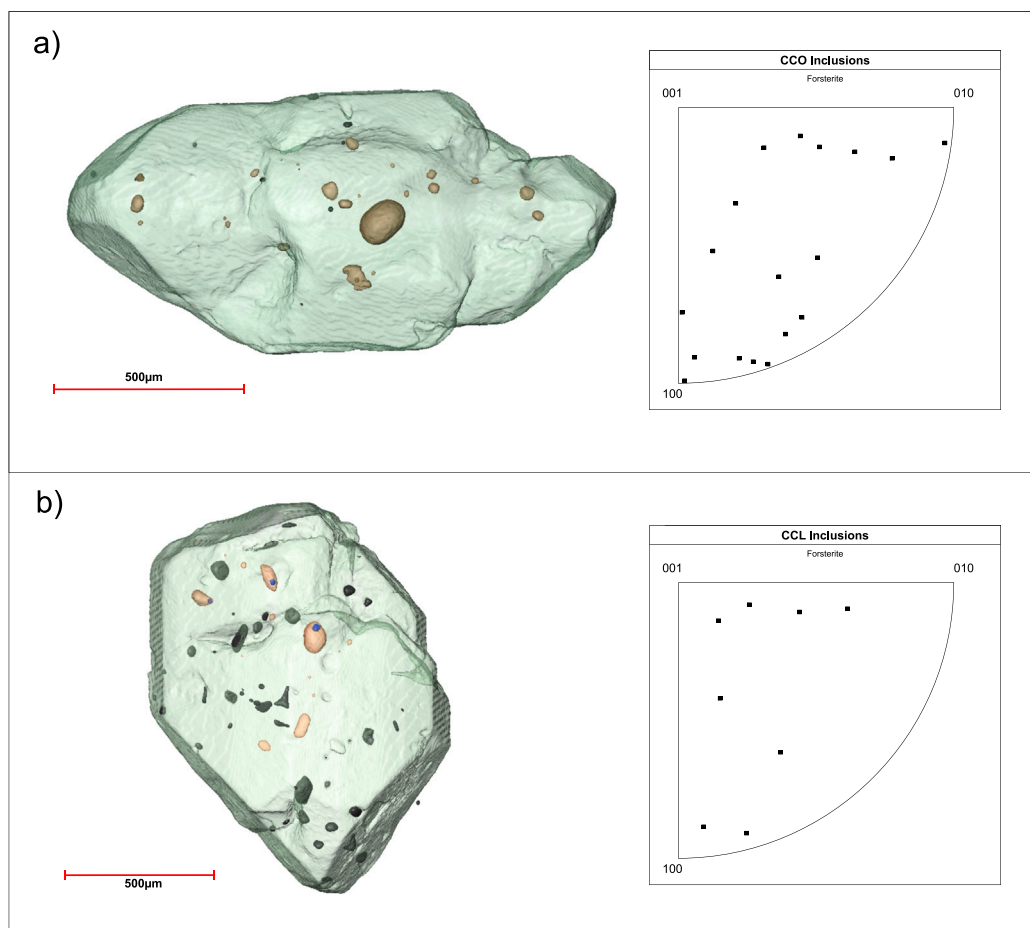 a)
500µm
CCO Inclusions
Forsterite
001 010
100
b)
500µm
CCL Inclusions
Forsterite
001 010
100